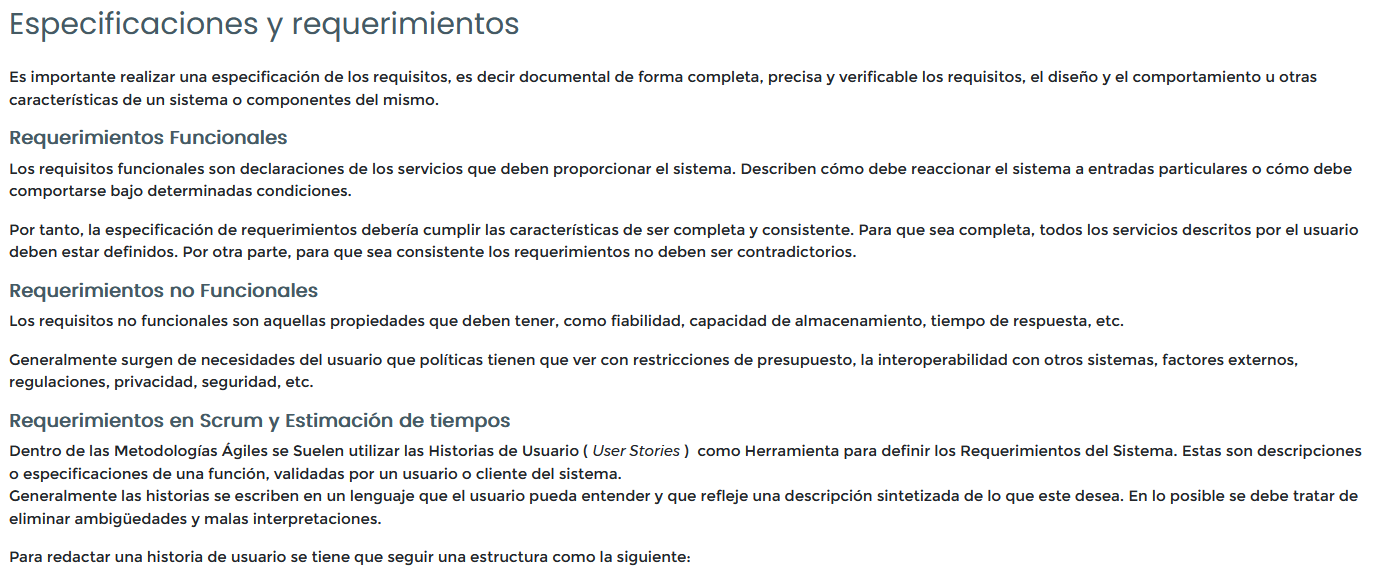 Especificaciones y requerimientos
Es importante realizar una especificación de los requisitos, es decir documental de forma completa, precisa y verificable los requisitos, el diseño y el comportamiento u otras
características de un sistema o componentes del mismo.
Requerimientos Funcionales
Los requisitos funcionales son declaraciones de los servicios que deben proporcionar el sistema. Describen cómo debe reaccionar el sistema a entradas particulares o cómo debe
comportarse bajo determinadas condiciones.
Por tanto, la especificación de requerimientos debería cumplir las características de ser completa y consistente. Para que sea completa, todos los servicios descritos por el usuario
deben estar definidos. Por otra parte, para que sea consistente los requerimientos no deben ser contradictorios.
Requerimientos no Funcionales
Los requisitos no funcionales son aquellas propiedades que deben tener, como fiabilidad, capacidad de almacenamiento, tiempo de respuesta, etc.
Generalmente surgen de necesidades del usuario que políticas tienen que ver con restricciones de presupuesto, la interoperabilidad con otros sistemas, factores externos,
regulaciones, privacidad, seguridad, etc.
Requerimientos en Scrum y Estimación de tiempos
Dentro de las Metodologías Ágiles se Suelen utilizar las Historias de Usuario ( User Stories )  como Herramienta para definir los Requerimientos del Sistema. Estas son descripciones
o especificaciones de una función, validadas por un usuario o cliente del sistema.
Generalmente las historias se escriben en un lenguaje que el usuario pueda entender y que refleje una descripción sintetizada de lo que este desea. En lo posible se debe tratar de
eliminar ambigüedades y malas interpretaciones.
Para redactar una historia de usuario se tiene que seguir una estructura como la siguiente: